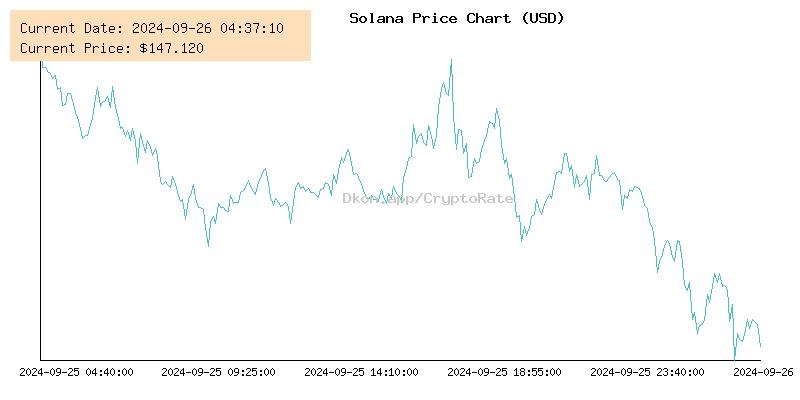 Solana Price Chart (USD)
Current Date: 2024-09-26 04:37:10
Current Price: $147.120
Dkon.app/CryptoRate
2024-09-25 04:40:00 2024-09-25 09:25:00 2024-09-25 14:10:00 2024-09-25 18:55:00 2024-09-25 23:40:00 2024-09-26